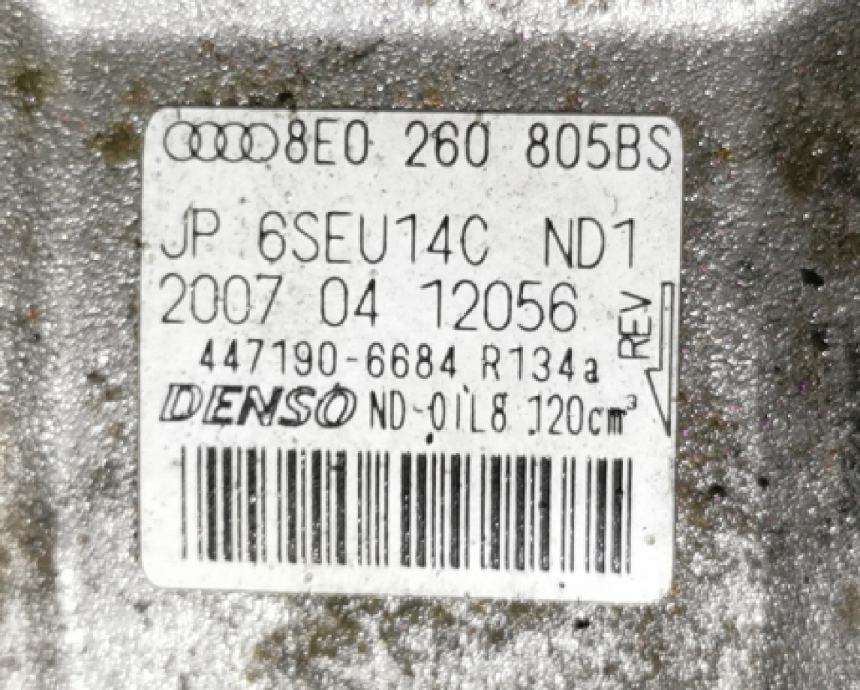 8E0 260 805BS
JP 6SEU14C ND1
2007 04 12056
REV
447190-6684 R134a
DENSO ND-OIL8 120cm³